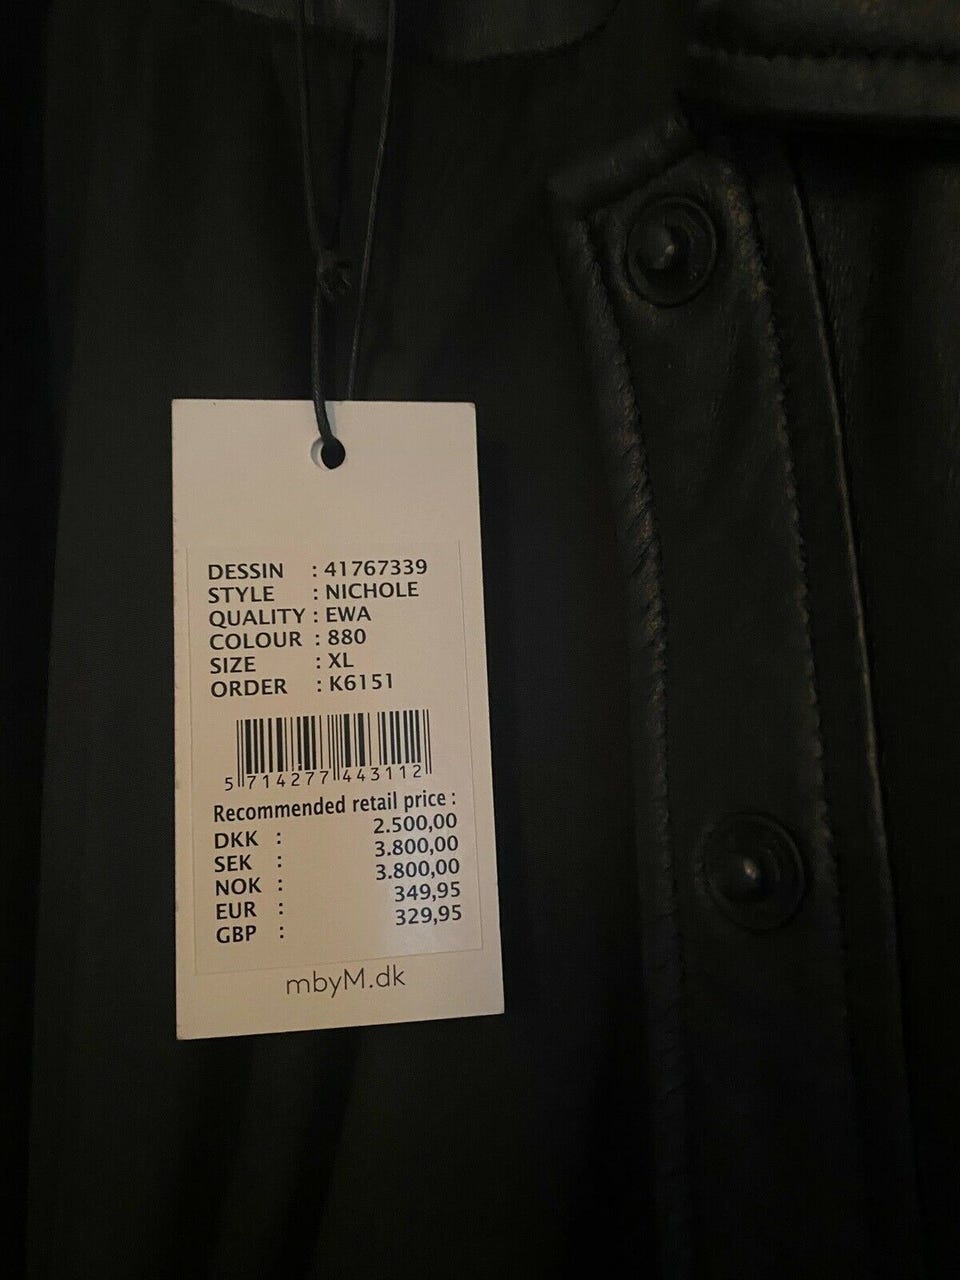 DESSIN : 41767339
STYLE : NICHOLE
QUALITY : EWA
COLOUR : 880
SIZE : XL
ORDER : K6151
5 714277 443112
Recommended retail price :
DKK : 2.500,00
SEK : 3.800,00
NOK : 3.800,00
EUR : 349,95
GBP : 329,95
mbyM.dk